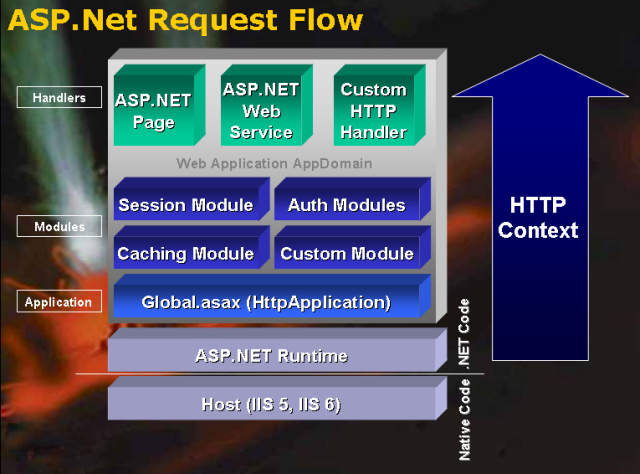 ASP.Net Request Flow
Handlers
ASP.NET
Page
ASP.NET
Web
Service
Custom
HTTP
Handler
Web Application AppDomain
Modules
Session Module
Auth Modules
Caching Module
Custom Module
Application
Global.asax (HttpApplication)
ASP.NET Runtime
Host (IIS 5, IIS 6)
.NET Code
Native Code
HTTP
Context